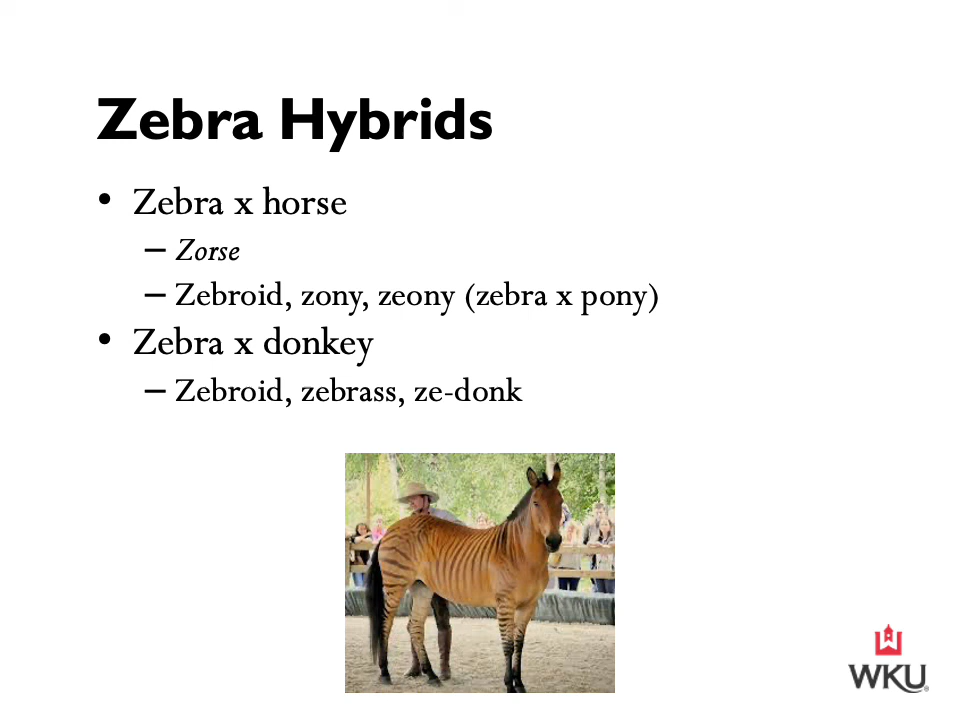 Zebra Hybrids
• Zebra x horse
– Zorse
– Zebroid, zony, zeony (zebra x pony)
• Zebra x donkey
– Zebroid, zebrass, ze-donk
WKU®